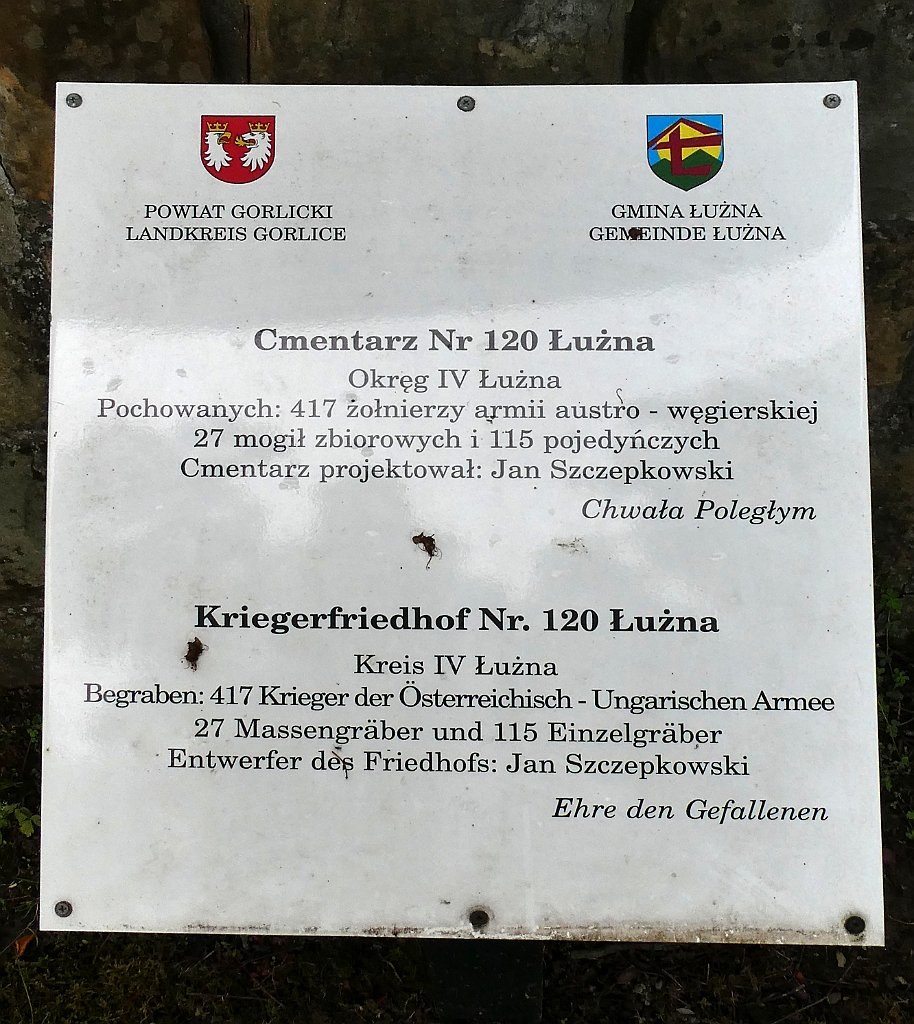 POWIAT GORLICKI
LANDKREIS GORLICE
GMINA ŁUŻNA
GEMEINDE ŁUŻNA
Cmentarz Nr 120 Łużna
Okręg IV Łużna
Pochowanych: 417 żołnierzy armii austro - węgierskiej
27 mogił zbiorowych i 115 pojedyńczych
Cmentarz projektował: Jan Szczepkowski
Chwała Poległym
Kriegerfriedhof Nr. 120 Łużna
Kreis IV Łużna
Begraben: 417 Krieger der Österreichisch - Ungarischen Armee
27 Massengräber und 115 Einzelgräber
Entwerfer des Friedhofs: Jan Szczepkowski
Ehre den Gefallenen